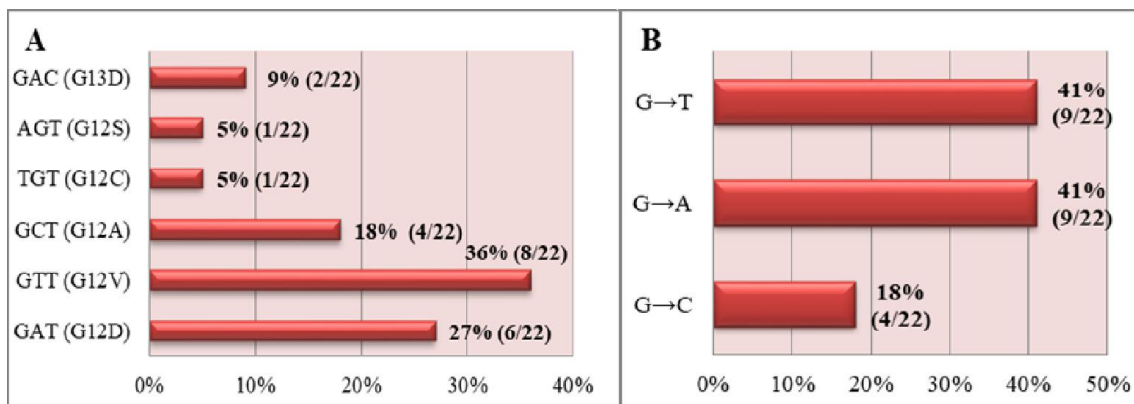 A
GAC (G13D)
9% (2/22)
AGT (G12S)
5% (1/22)
TGT (G12C)
5% (1/22)
GCT (G12A)
18% (4/22)
36% (8/22)
GTT (G12V)
GAT (G12D)
27% (6/22)
0% 10% 20% 30% 40%
B
G→T
41%
(9/22)
G→A
41%
(9/22)
G→C
18%
(4/22)
0% 10% 20% 30% 40% 50%